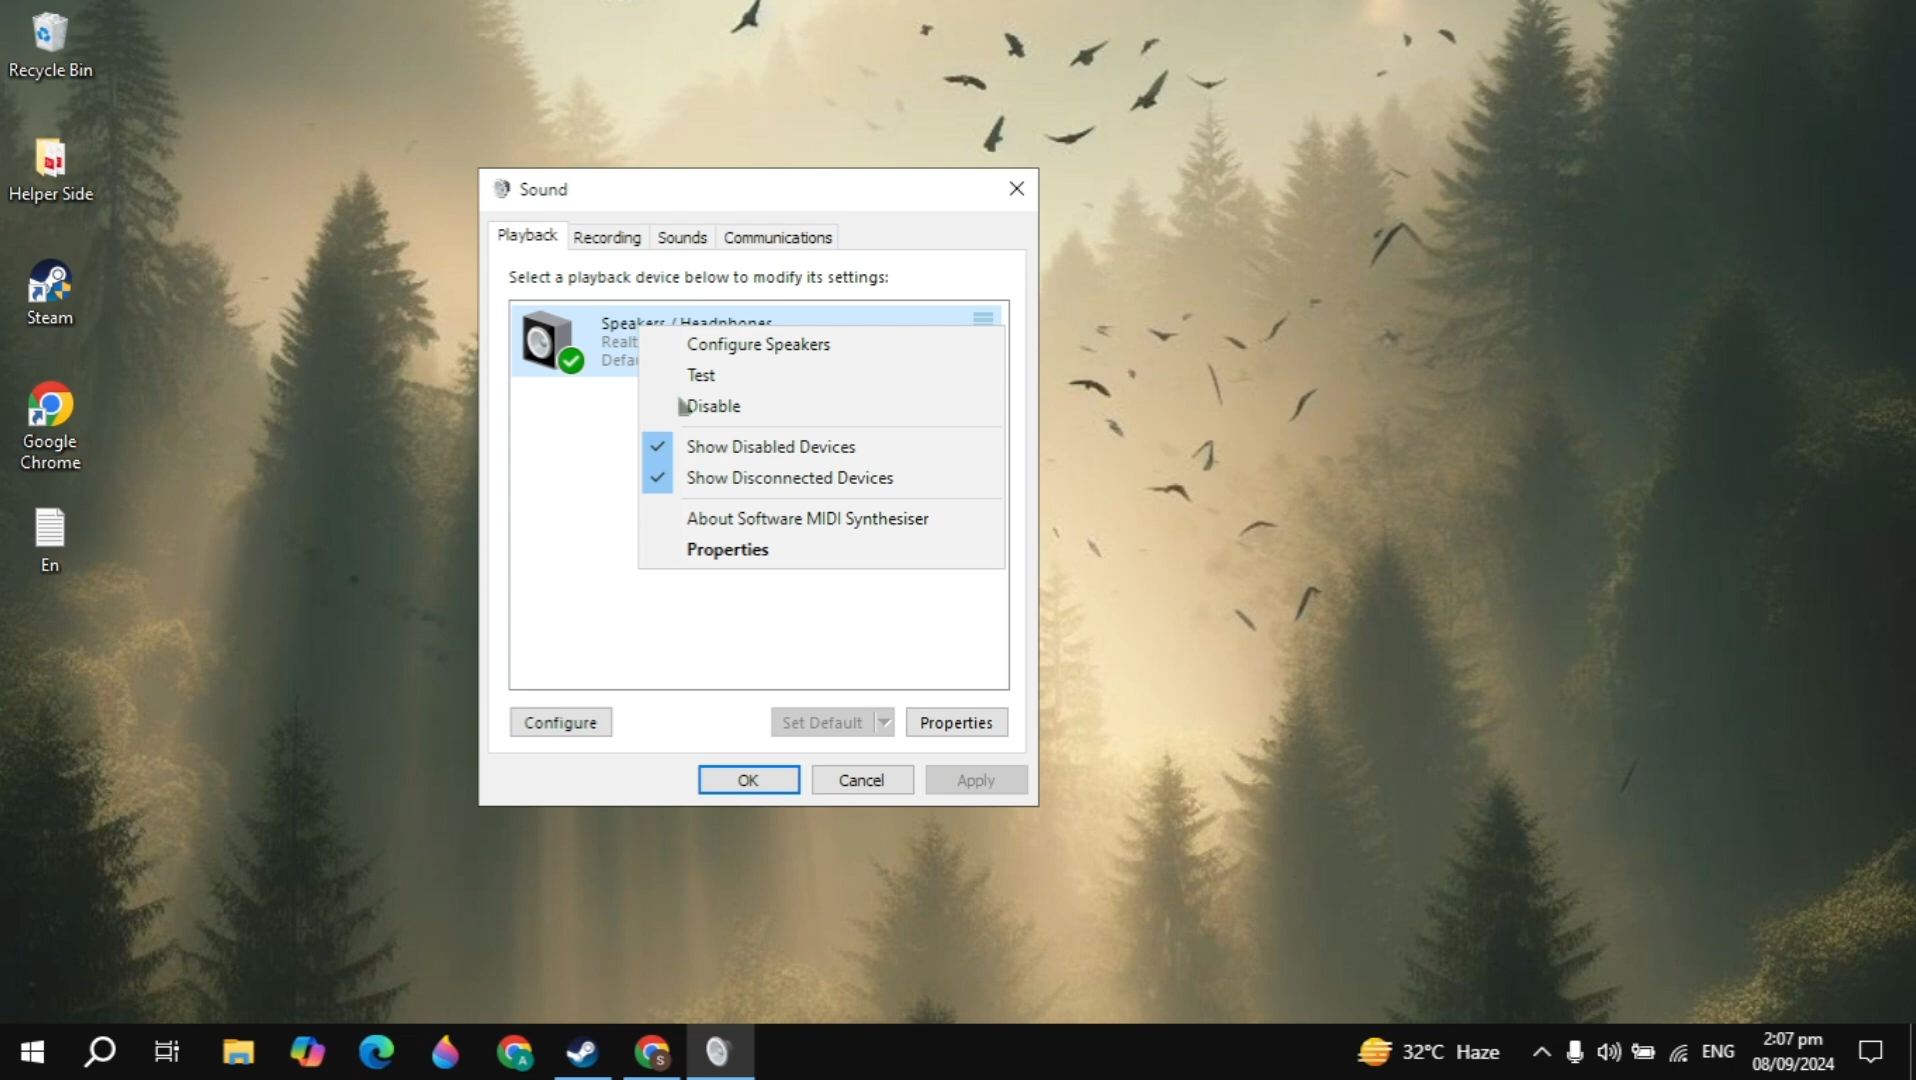 Recycle Bin
Helper Side
Steam
Google
Chrome
En
Sound
Playback
Recording
Sounds
Communications
Select a playback device below to modify its settings:
Speakers / Headphones
Realt
Defau
Configure Speakers
Test
Disable
Show Disabled Devices
Show Disconnected Devices
About Software MIDI Synthesiser
Properties
Configure
Set Default
Properties
OK
Cancel
Apply
A
S
32°C Haze
ENG
2:07 pm
08/09/2024